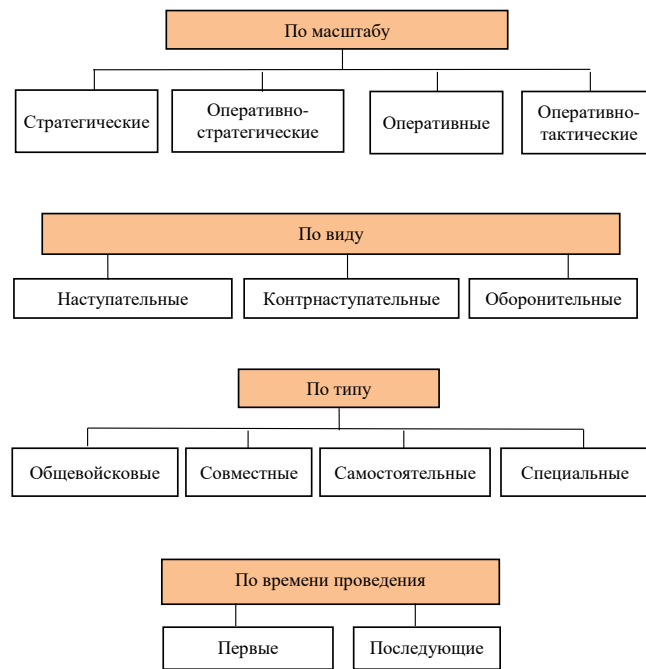 По масштабу
Стратегические
Оперативно-
стратегические
Оперативные
Оперативно-
тактические
По виду
Наступательные
Контрнаступательные
Оборонительные
По типу
Общевойсковые
Совместные
Самостоятельные
Специальные
По времени проведения
Первые
Последующие